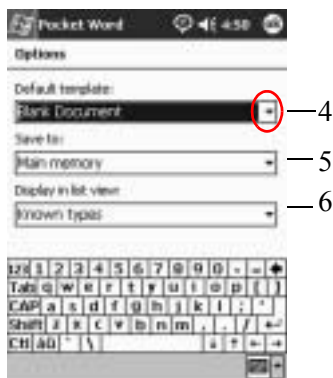 Pocket Word 4:50 ok
Options
Default template:
Blank Document
4
Save to:
Main memory
5
Display in list view:
Known types
6
123 1 2 3 4 5 6 7 8 9 0 - =
Tab q w e r t y u i o p [ ]
CAP a s d f g h j k l ; '
Shift z x c v b n m , . /
Ctl áü ` \